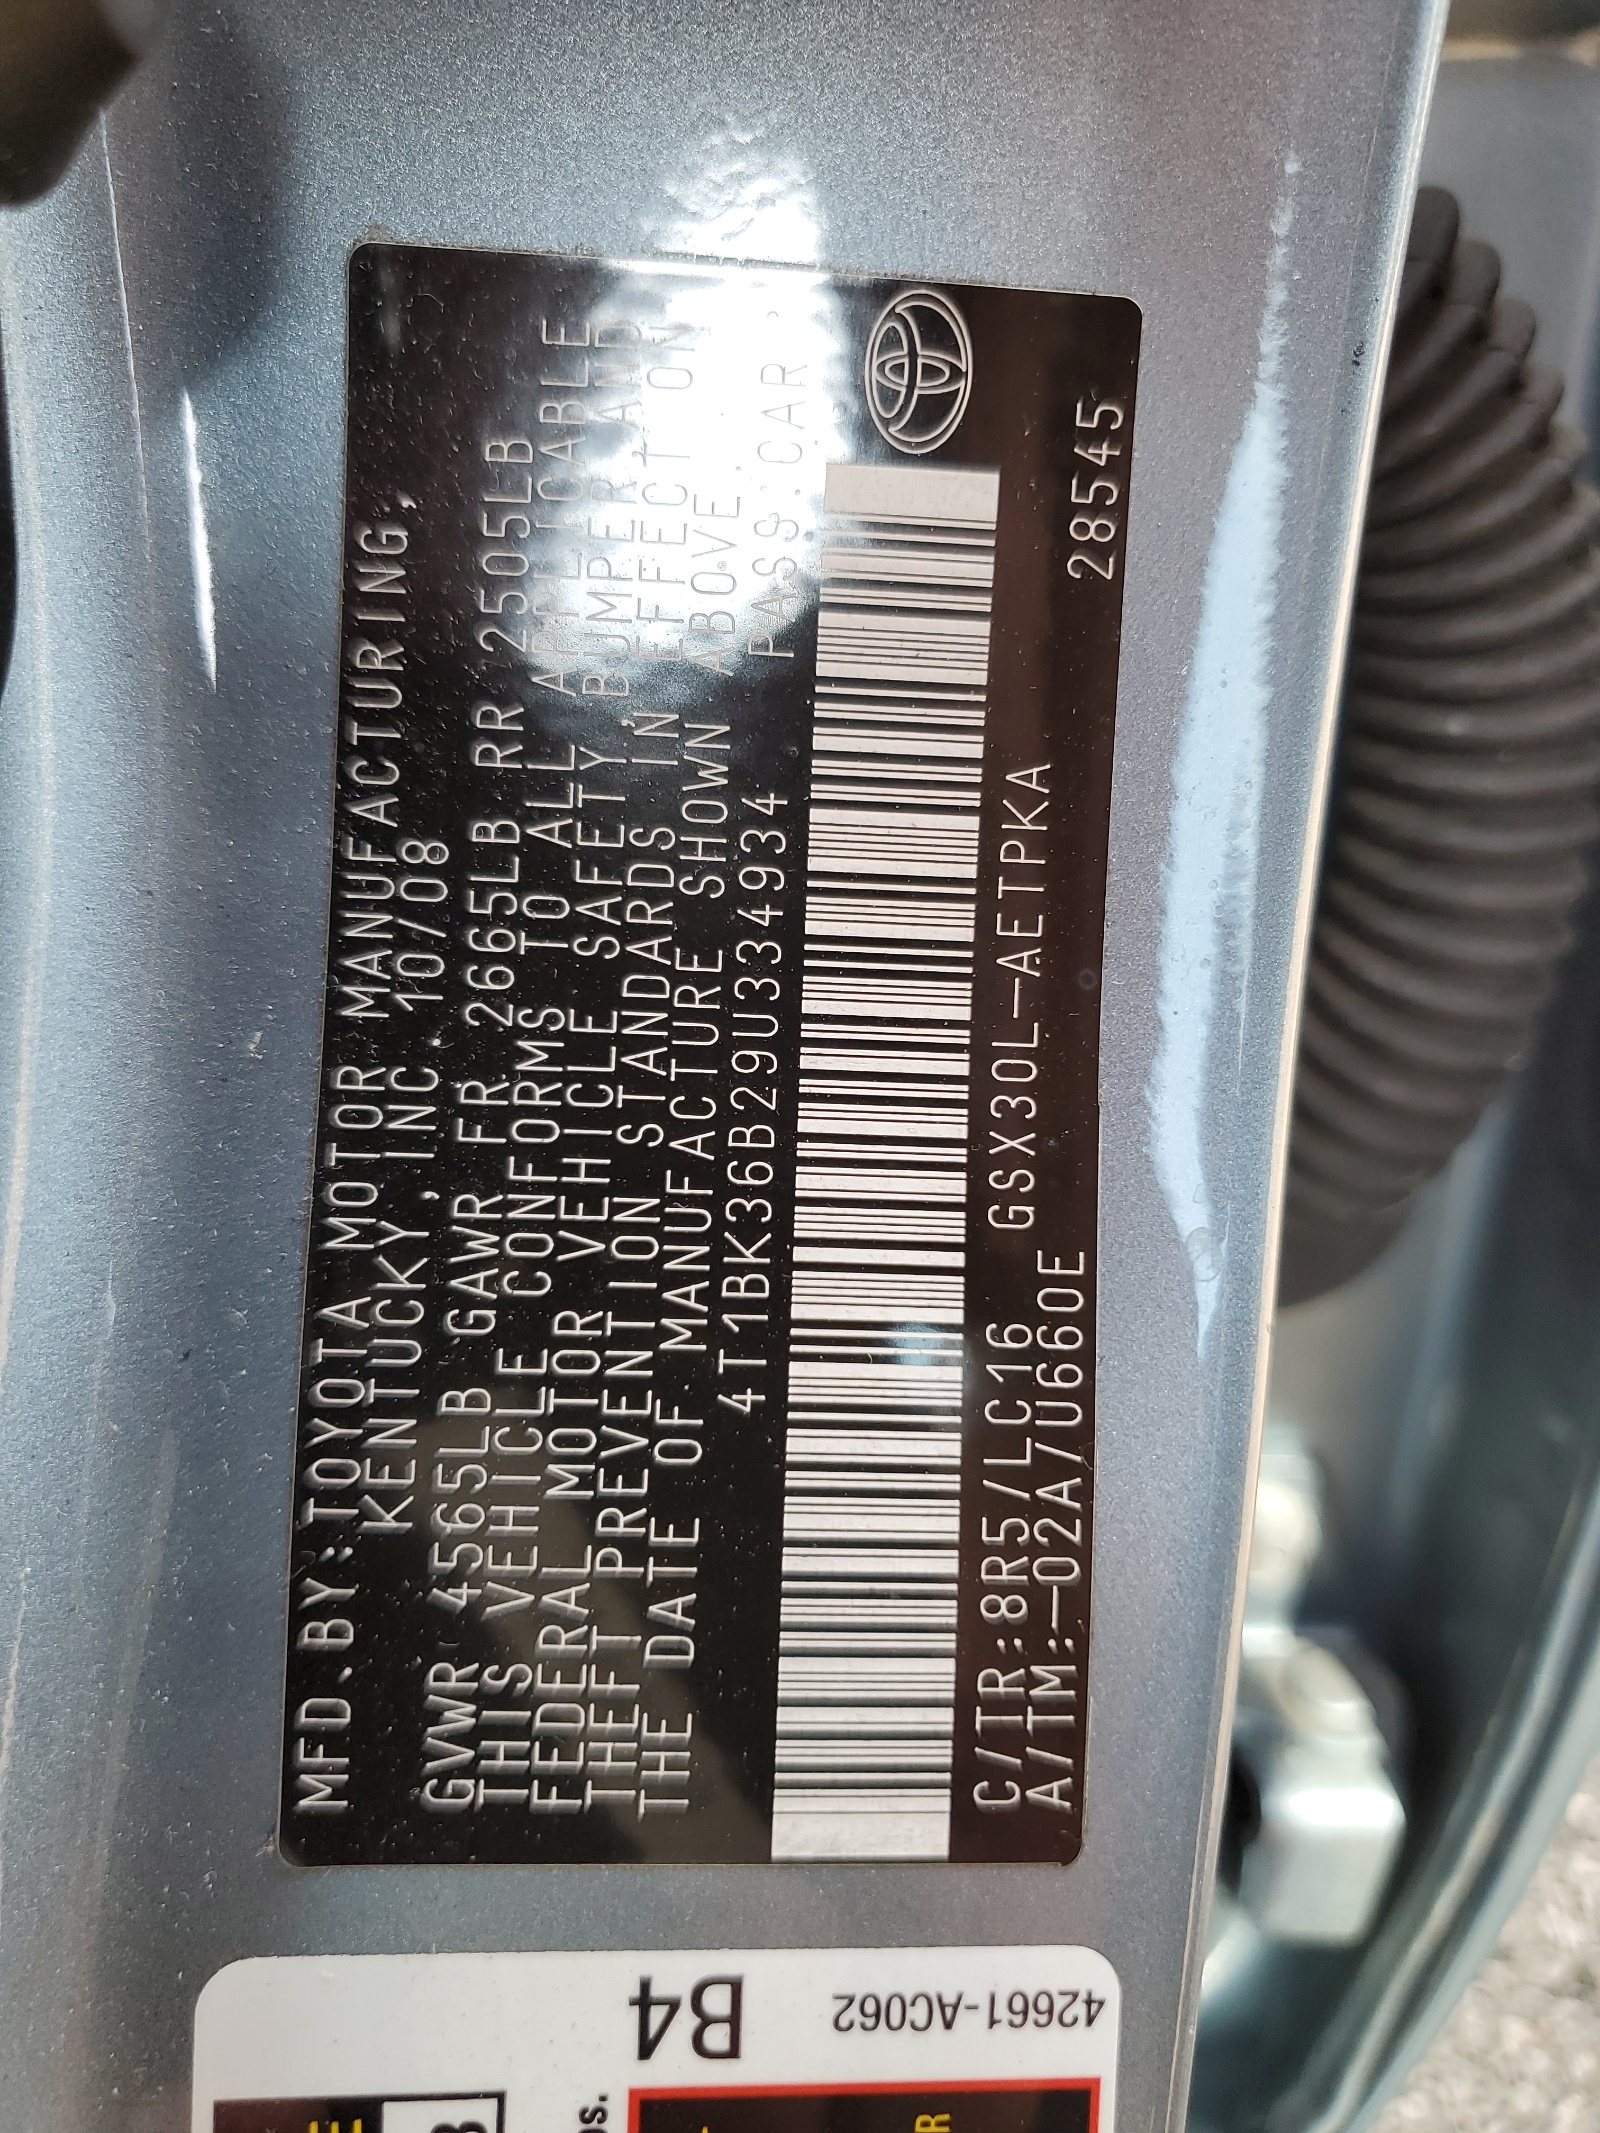 MFD.BY:TOYOTA MOTOR MANUFACTURING,
KENTUCKY,INC 10/08
GVWR 4565LB GAWR FR 2665LB RR 2505LB
THIS VEHICLE CONFORMS TO ALL APPLICABLE
FEDERAL MOTOR VEHICLE SAFETY, BUMPER AND
THEFT PREVENTION STANDARDS IN EFFECT ON
THE DATE OF MANUFACTURE SHOWN ABOVE.
4T1BK36B29U334934 PASS.CAR
C/TR:8R5/LC16 GSX30L-AETPKA
A/TM:-02A/U660E 28545
B4
42661-AC062